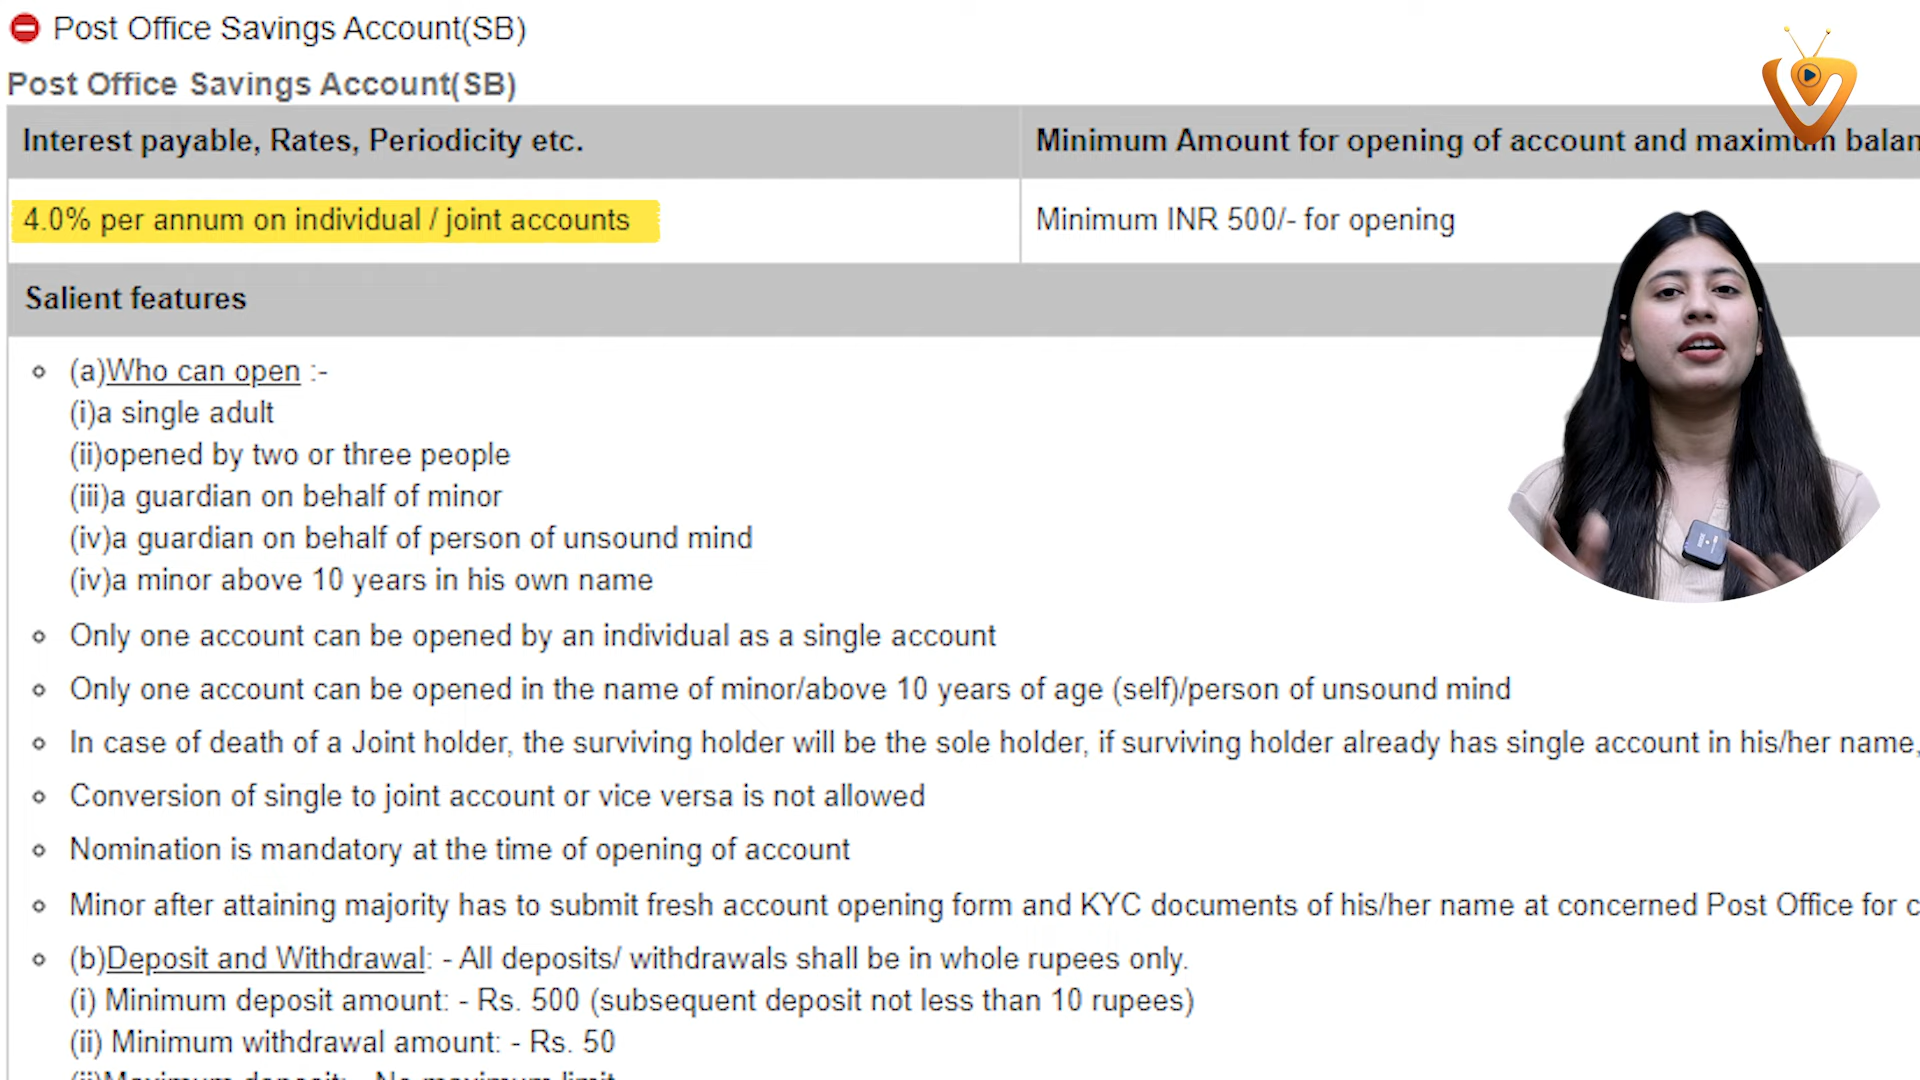 Post Office Savings Account(SB)
Post Office Savings Account(SB)
Interest payable, Rates, Periodicity etc.
Minimum Amount for opening of account and maximum balan
4.0% per annum on individual / joint accounts
Minimum INR 500/- for opening
Salient features
(a)Who can open :-
(i)a single adult
(ii)opened by two or three people
(iii)a guardian on behalf of minor
(iv)a guardian on behalf of person of unsound mind
(iv)a minor above 10 years in his own name
Only one account can be opened by an individual as a single account
Only one account can be opened in the name of minor/above 10 years of age (self)/person of unsound mind
In case of death of a Joint holder, the surviving holder will be the sole holder, if surviving holder already has single account in his/her name,
Conversion of single to joint account or vice versa is not allowed
Nomination is mandatory at the time of opening of account
Minor after attaining majority has to submit fresh account opening form and KYC documents of his/her name at concerned Post Office for c
(b)Deposit and Withdrawal: - All deposits/ withdrawals shall be in whole rupees only.
(i) Minimum deposit amount: - Rs. 500 (subsequent deposit not less than 10 rupees)
(ii) Minimum withdrawal amount: - Rs. 50
(ii)Maximum deposit: - No maximum limit